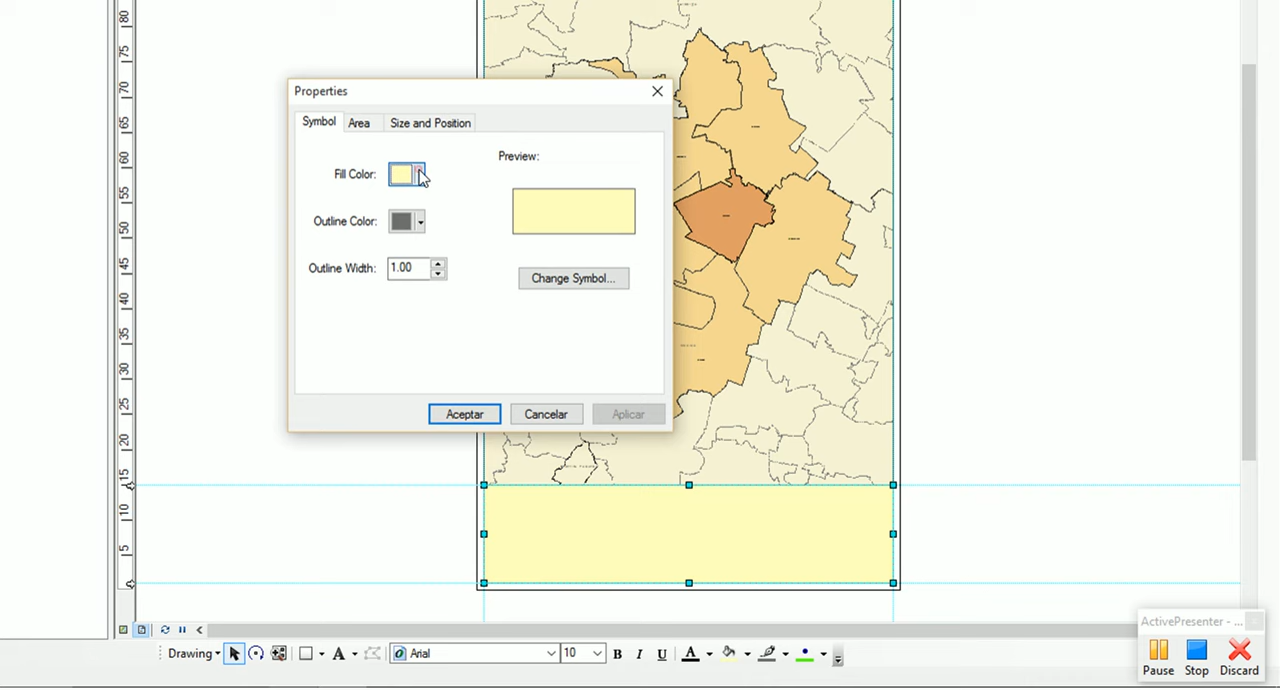 80
75
70
65
60
55
50
45
40
35
30
25
20
15
10
5
Properties
Symbol Area Size and Position
Fill Color:
Preview:
Outline Color:
Outline Width: 1.00
Change Symbol...
Aceptar Cancelar Aplicar
Drawing A Arial 10 B I U A
ActivePresenter - ...
Pause Stop Discard